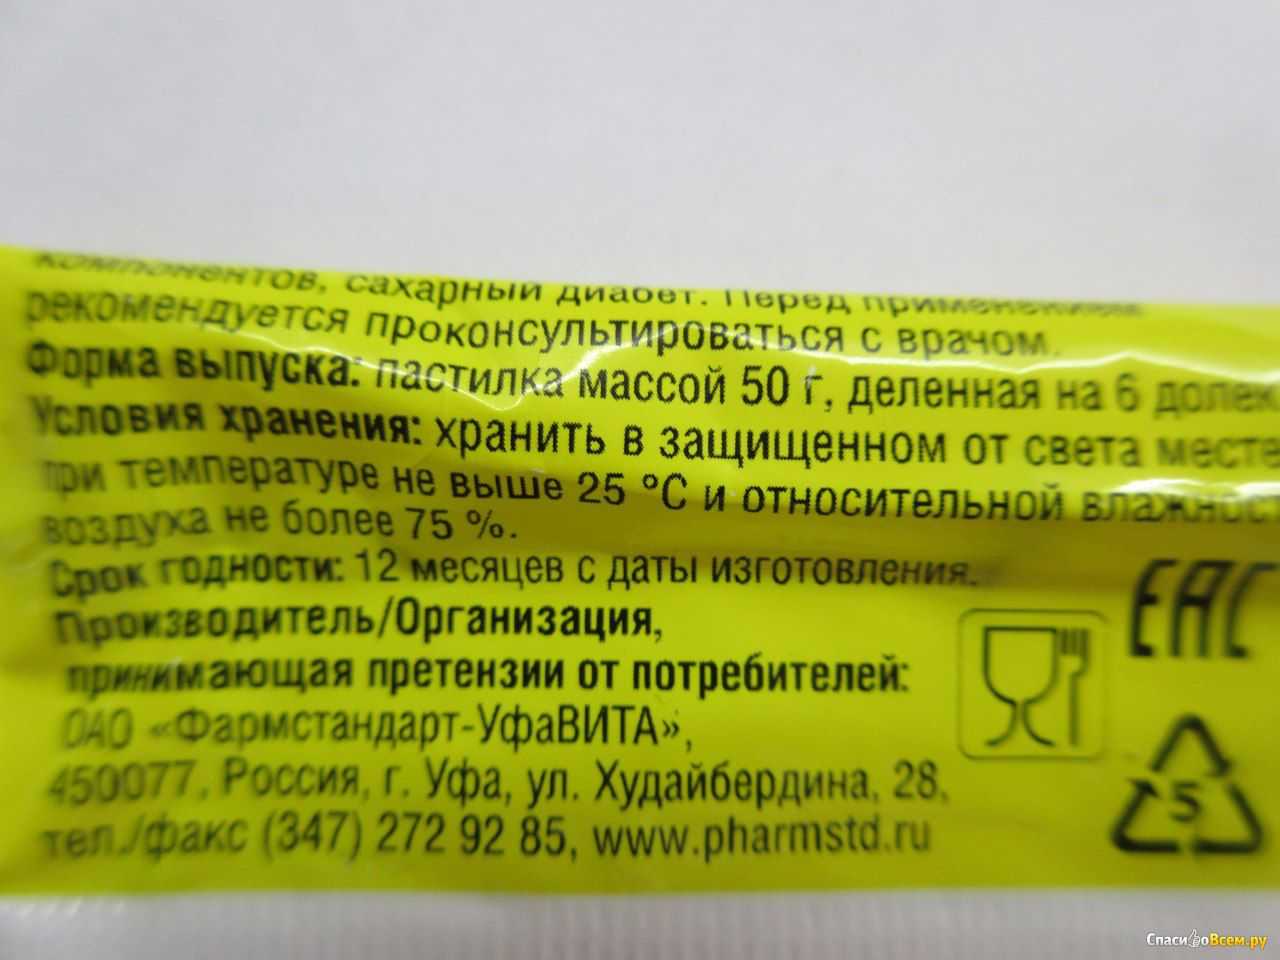 компонентов, сахарный диабет. Перед применением
рекомендуется проконсультироваться с врачом.
Форма выпуска: пастилка массой 50 г, деленная на 6 долек
Условия хранения: хранить в защищенном от света месте
при температуре не выше 25 °С и относительной влажнос
воздуха не более 75 %.
Срок годности: 12 месяцев с даты изготовления.
Производитель/Организация,
принимающая претензии от потребителей:
ОАО «Фармстандарт-УфаВИТА»,
450077, Россия, г. Уфа, ул. Худайбердина, 28,
тел./факс (347) 272 92 85, www.pharmstd.ru
ЕАС
5
СпасибоВсем.ру